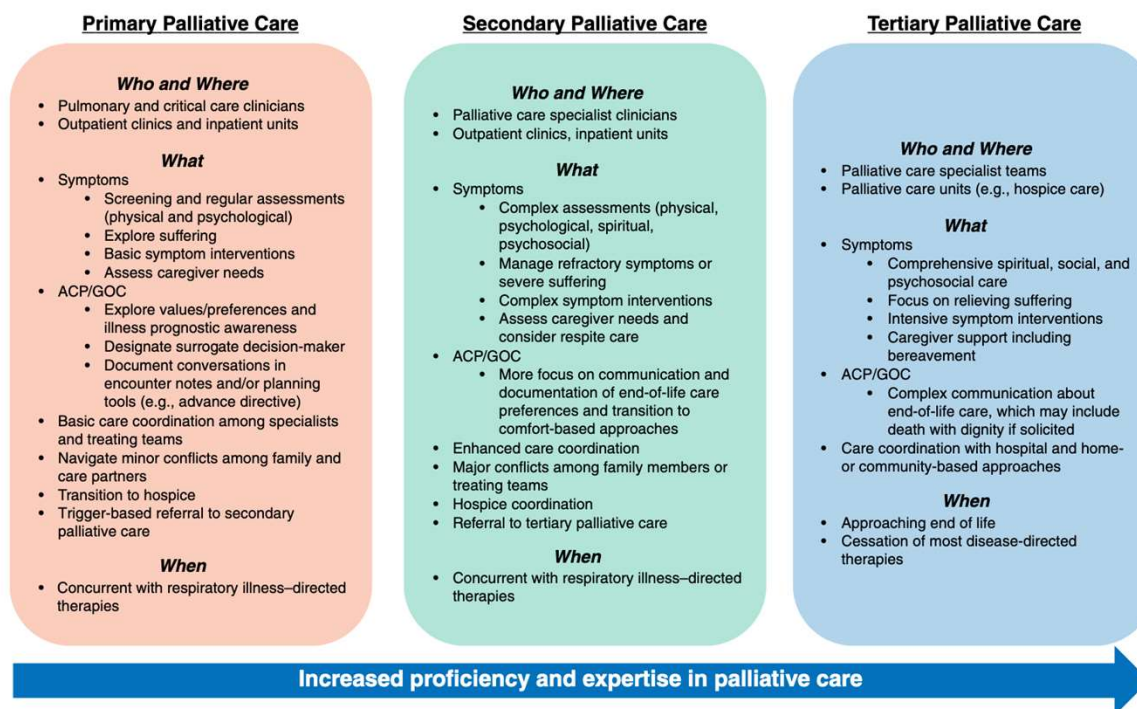 Primary Palliative Care
Who and Where
• Pulmonary and critical care clinicians
• Outpatient clinics and inpatient units
What
• Symptoms
• Screening and regular assessments
(physical and psychological)
• Explore suffering
• Basic symptom interventions
• Assess caregiver needs
• ACP/GOC
• Explore values/preferences and
illness prognostic awareness
• Designate surrogate decision-maker
• Document conversations in
encounter notes and/or planning
tools (e.g., advance directive)
• Basic care coordination among specialists
and treating teams
• Navigate minor conflicts among family and
care partners
• Transition to hospice
• Trigger-based referral to secondary
palliative care
When
• Concurrent with respiratory illness–directed
therapies
Secondary Palliative Care
Who and Where
• Palliative care specialist clinicians
• Outpatient clinics, inpatient units
What
• Symptoms
• Complex assessments (physical,
psychological, spiritual,
psychosocial)
• Manage refractory symptoms or
severe suffering
• Complex symptom interventions
• Assess caregiver needs and
consider respite care
• ACP/GOC
• More focus on communication and
documentation of end-of-life care
preferences and transition to
comfort-based approaches
• Enhanced care coordination
• Major conflicts among family members or
treating teams
• Hospice coordination
• Referral to tertiary palliative care
When
• Concurrent with respiratory illness–directed
therapies
Tertiary Palliative Care
Who and Where
• Palliative care specialist teams
• Palliative care units (e.g., hospice care)
What
• Symptoms
• Comprehensive spiritual, social, and
psychosocial care
• Focus on relieving suffering
• Intensive symptom interventions
• Caregiver support including
bereavement
• ACP/GOC
• Complex communication about
end-of-life care, which may include
death with dignity if solicited
• Care coordination with hospital and home-
or community-based approaches
When
• Approaching end of life
• Cessation of most disease-directed
therapies
Increased proficiency and expertise in palliative care